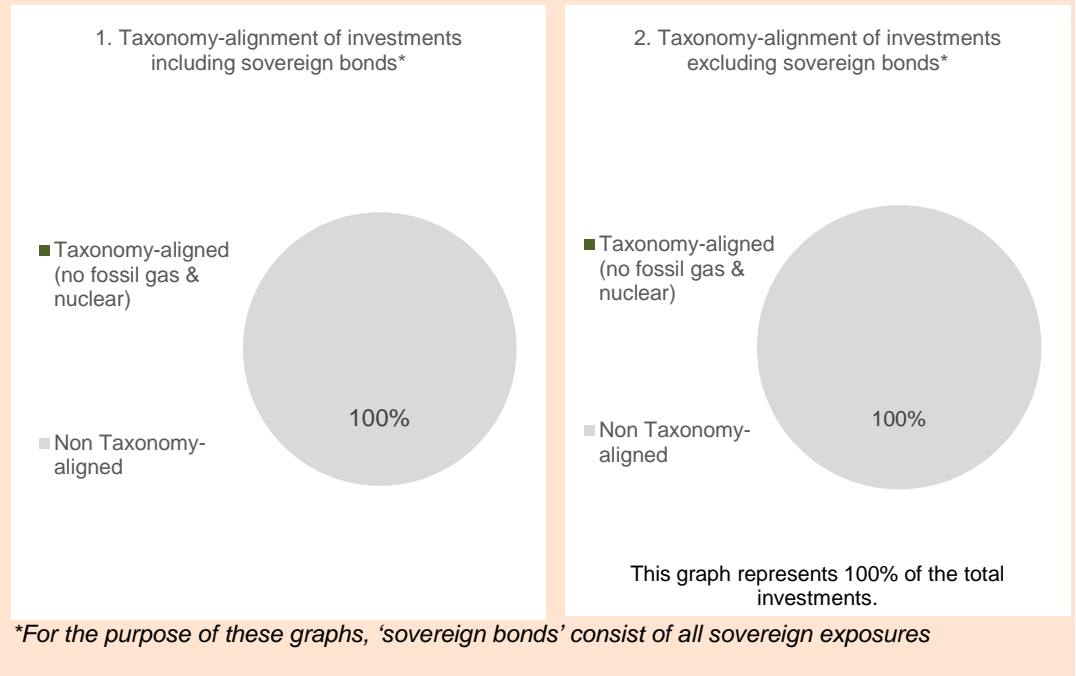 1. Taxonomy-alignment of investments
including sovereign bonds*
Taxonomy-aligned
(no fossil gas &
nuclear)
Non Taxonomy-
aligned
100%
2. Taxonomy-alignment of investments
excluding sovereign bonds*
Taxonomy-aligned
(no fossil gas &
nuclear)
Non Taxonomy-
aligned
100%
This graph represents 100% of the total
investments.
*For the purpose of these graphs, ‘sovereign bonds’ consist of all sovereign exposures